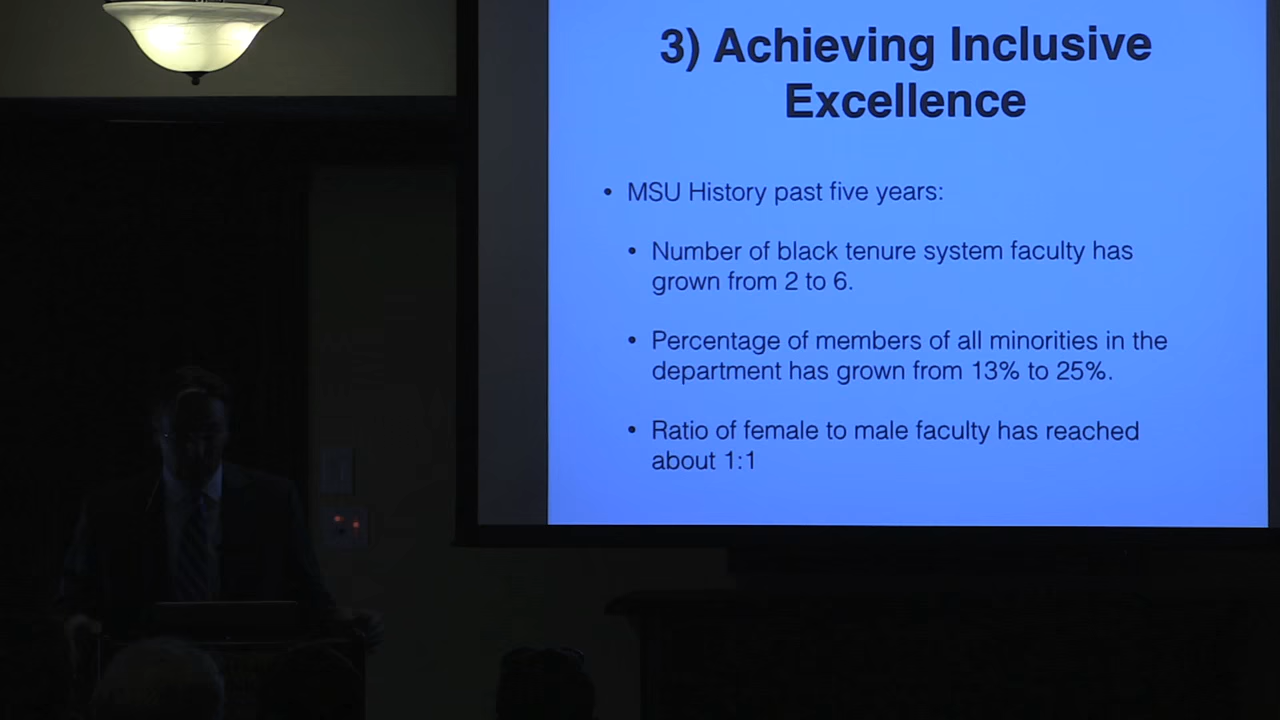 3) Achieving Inclusive
Excellence
• MSU History past five years:
• Number of black tenure system faculty has
grown from 2 to 6.
• Percentage of members of all minorities in the
department has grown from 13% to 25%.
• Ratio of female to male faculty has reached
about 1:1